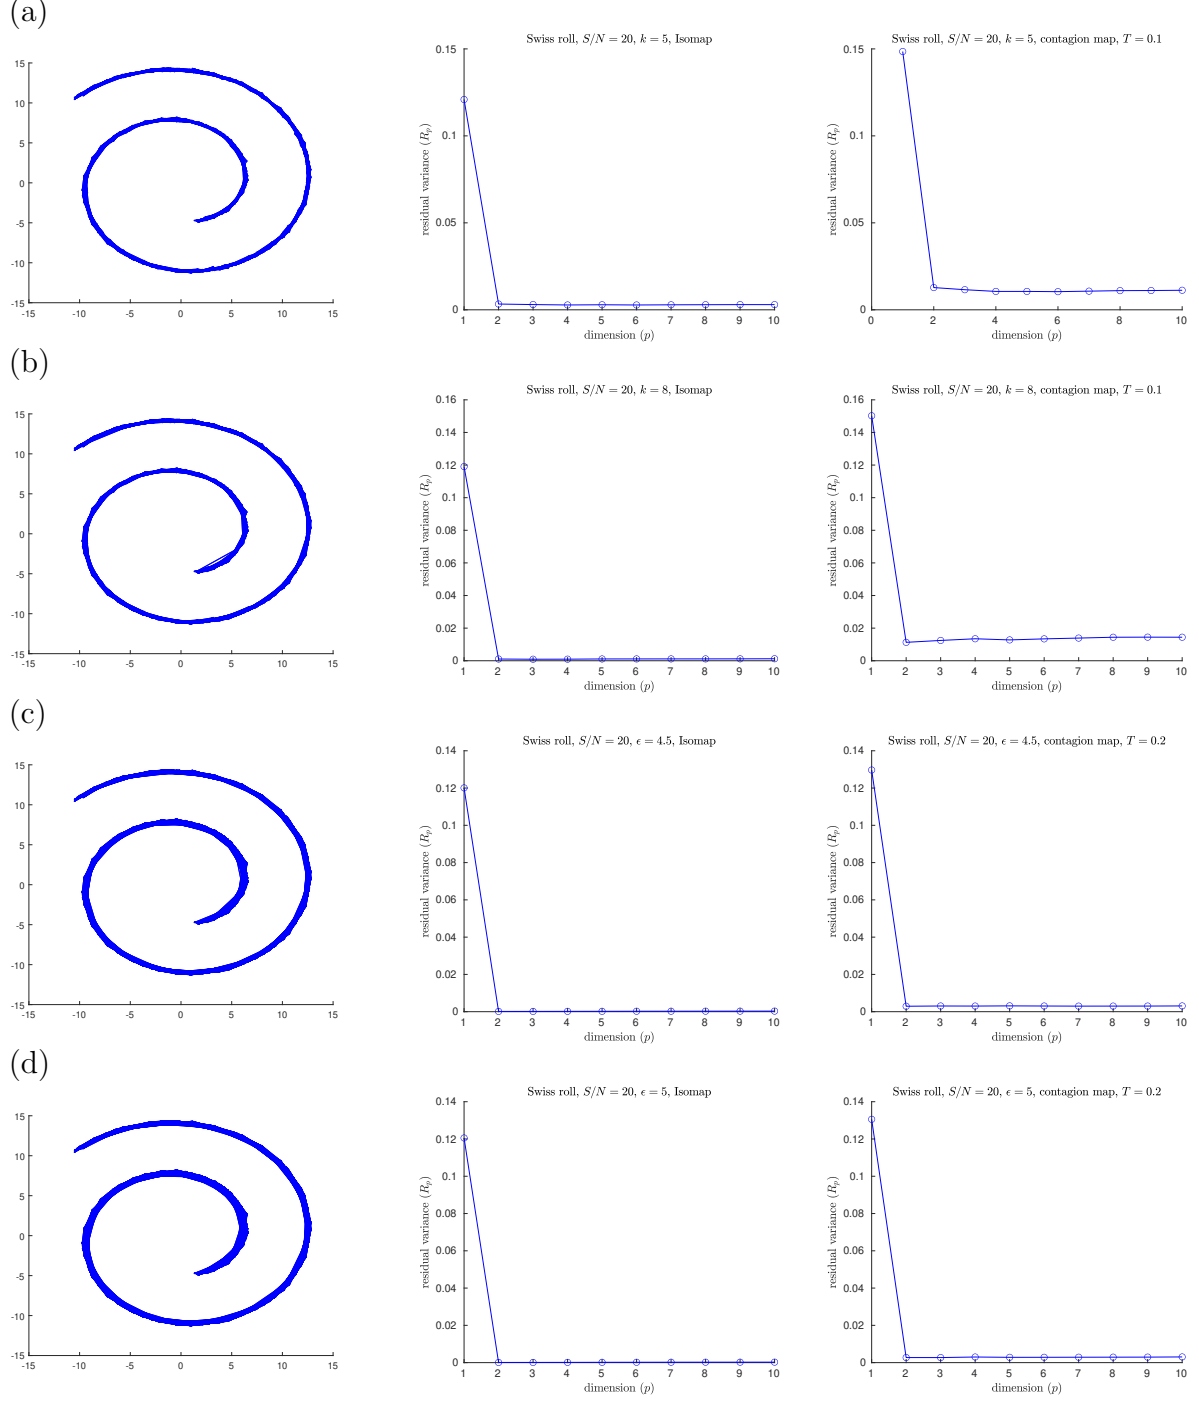 (a)
Swiss roll, S/N = 20, k = 5, Isomap
Swiss roll, S/N = 20, k = 5, contagion map, T = 0.1
15
10
5
0
-5
-10
-15
-15 -10 -5 0 5 10 15
residual variance (R_p)
0.15
0.1
0.05
0
1 2 3 4 5 6 7 8 9 10
dimension (p)
residual variance (R_p)
0.15
0.1
0.05
0
0 2 4 6 8 10
dimension (p)
(b)
Swiss roll, S/N = 20, k = 8, Isomap
Swiss roll, S/N = 20, k = 8, contagion map, T = 0.1
15
10
5
0
-5
-10
-15
-15 -10 -5 0 5 10 15
residual variance (R_p)
0.16
0.14
0.12
0.1
0.08
0.06
0.04
0.02
0
1 2 3 4 5 6 7 8 9 10
dimension (p)
residual variance (R_p)
0.16
0.14
0.12
0.1
0.08
0.06
0.04
0.02
0
1 2 3 4 5 6 7 8 9 10
dimension (p)
(c)
Swiss roll, S/N = 20, ϵ = 4.5, Isomap
Swiss roll, S/N = 20, ϵ = 4.5, contagion map, T = 0.2
15
10
5
0
-5
-10
-15
-15 -10 -5 0 5 10 15
residual variance (R_p)
0.14
0.12
0.1
0.08
0.06
0.04
0.02
0
1 2 3 4 5 6 7 8 9 10
dimension (p)
residual variance (R_p)
0.14
0.12
0.1
0.08
0.06
0.04
0.02
0
1 2 3 4 5 6 7 8 9 10
dimension (p)
(d)
Swiss roll, S/N = 20, ϵ = 5, Isomap
Swiss roll, S/N = 20, ϵ = 5, contagion map, T = 0.2
15
10
5
0
-5
-10
-15
-15 -10 -5 0 5 10 15
residual variance (R_p)
0.14
0.12
0.1
0.08
0.06
0.04
0.02
0
1 2 3 4 5 6 7 8 9 10
dimension (p)
residual variance (R_p)
0.14
0.12
0.1
0.08
0.06
0.04
0.02
0
1 2 3 4 5 6 7 8 9 10
dimension (p)